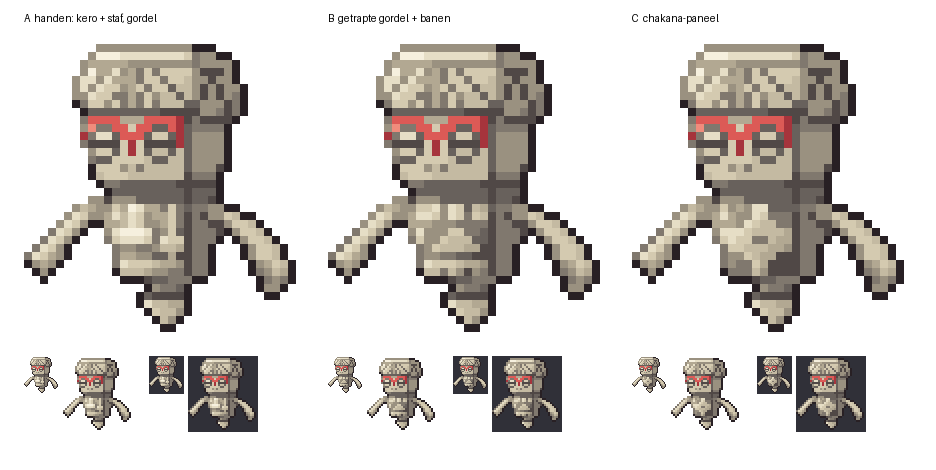 A handen: kero + staf, gordel
B getrapte gordel + banen
C chakana-paneel